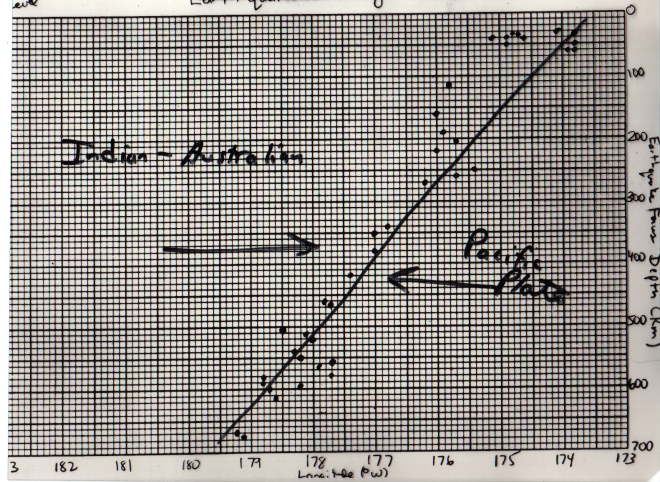 0
100
200
Indian - Australian
300
Pacific
Plate
400
500
600
700
3 182 181 180 179 178 177 176 175 174 173
Longitude (°W)
Earthquake Focus Depth (Km)